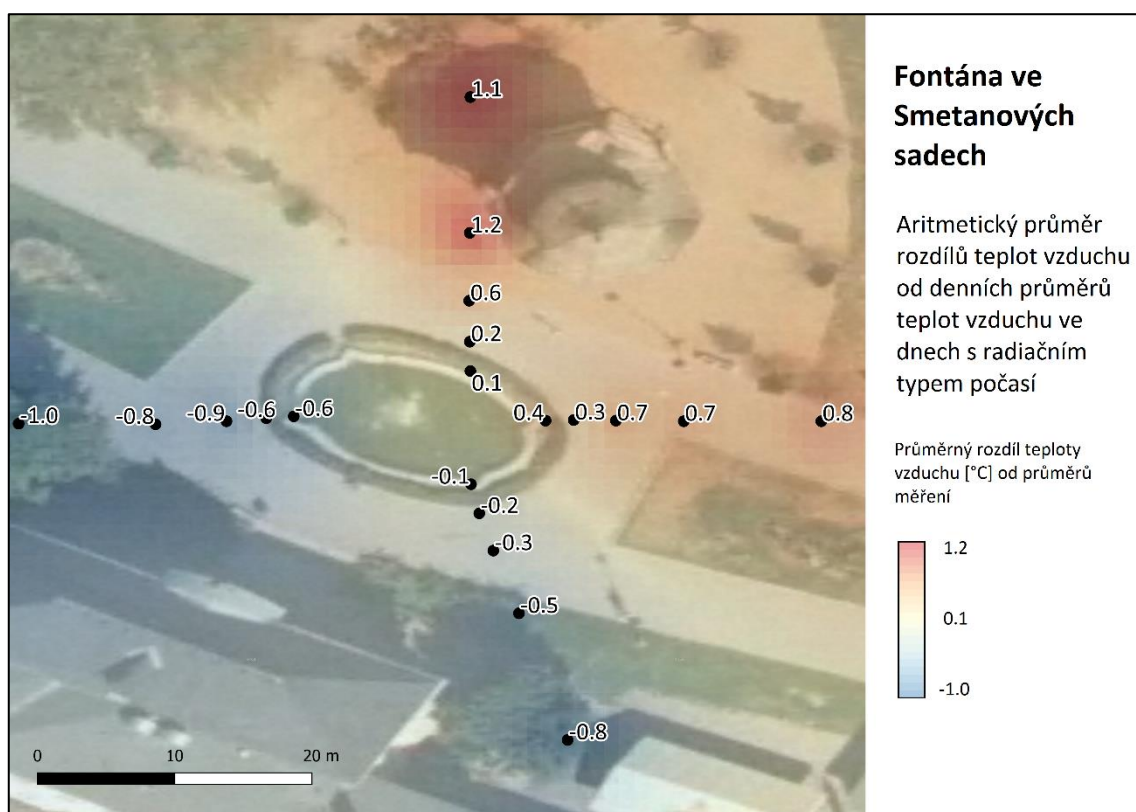 Fontána ve
Smetanových
sadech
Aritmetický průměr
rozdílů teplot vzduchu
od denních průměrů
teplot vzduchu ve
dnech s radiačním
typem počasí
Průměrný rozdíl teploty
vzduchu [°C] od průměrů
měření
1.2
0.1
-1.0
1.1
1.2
0.6
0.2
0.1
-1.0 -0.8 -0.9 -0.6 -0.6 0.4 0.3 0.7 0.7 0.8
-0.1
-0.2
-0.3
-0.5
-0.8
0 10 20 m